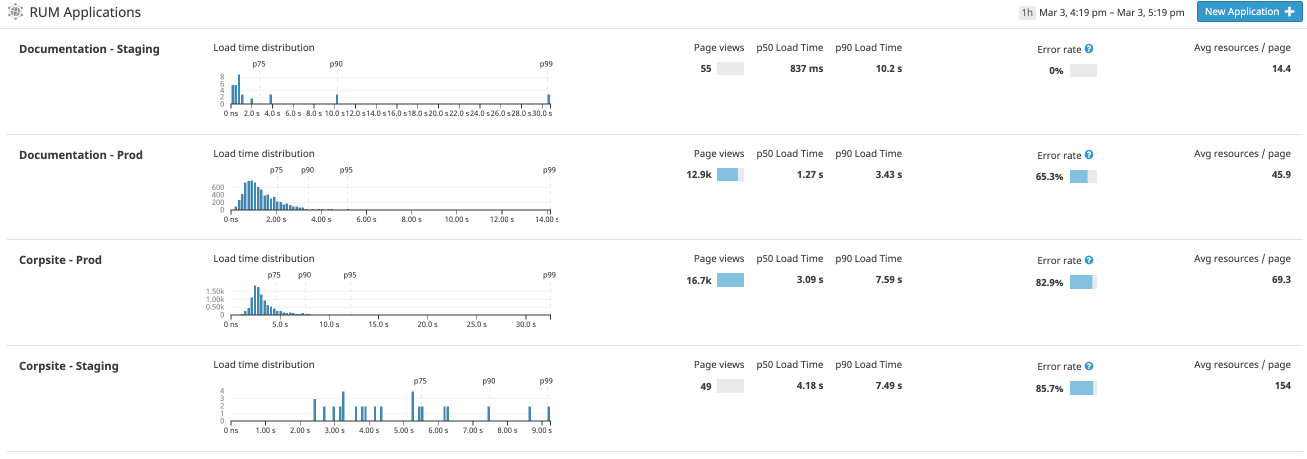 RUM Applications
1h Mar 3, 4:19 pm – Mar 3, 5:19 pm
New Application +
Documentation - Staging
Load time distribution
p75 p90 p99
8
6
4
2
0
0 ns 2.0 s 4.0 s 6.0 s 8.0 s 10.0 s 12.0 s 14.0 s 16.0 s 18.0 s 20.0 s 22.0 s 24.0 s 26.0 s 28.0 s 30.0 s
Page views p50 Load Time p90 Load Time Error rate ? Avg resources / page
55 837 ms 10.2 s 0% 14.4
Documentation - Prod
Load time distribution
p75 p90 p95 p99
600
400
200
0
0 ns 2.00 s 4.00 s 6.00 s 8.00 s 10.00 s 12.00 s 14.00 s
Page views p50 Load Time p90 Load Time Error rate ? Avg resources / page
12.9k 1.27 s 3.43 s 65.3% 45.9
Corpsite - Prod
Load time distribution
p75 p90 p95 p99
1.50k
1.00k
0.50k
0
0 ns 5.0 s 10.0 s 15.0 s 20.0 s 25.0 s 30.0 s
Page views p50 Load Time p90 Load Time Error rate ? Avg resources / page
16.7k 3.09 s 7.59 s 82.9% 69.3
Corpsite - Staging
Load time distribution
p75 p90 p99
4
3
2
1
0
0 ns 1.00 s 2.00 s 3.00 s 4.00 s 5.00 s 6.00 s 7.00 s 8.00 s 9.00 s
Page views p50 Load Time p90 Load Time Error rate ? Avg resources / page
49 4.18 s 7.49 s 85.7% 154